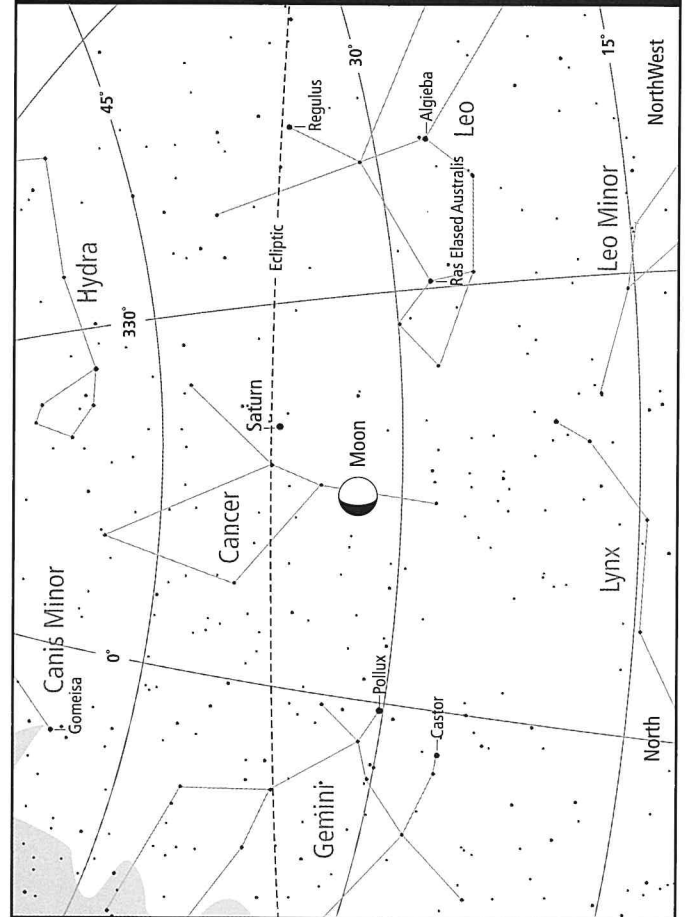 Canis Minor
Gomeisa
Hydra
45°
0°
330°
Cancer
Saturn
Ecliptic
Regulus
Gemini
Moon
30°
Pollux
Algieba
Castor
Ras Elased Australis
Leo
Lynx
Leo Minor
15°
North
NorthWest